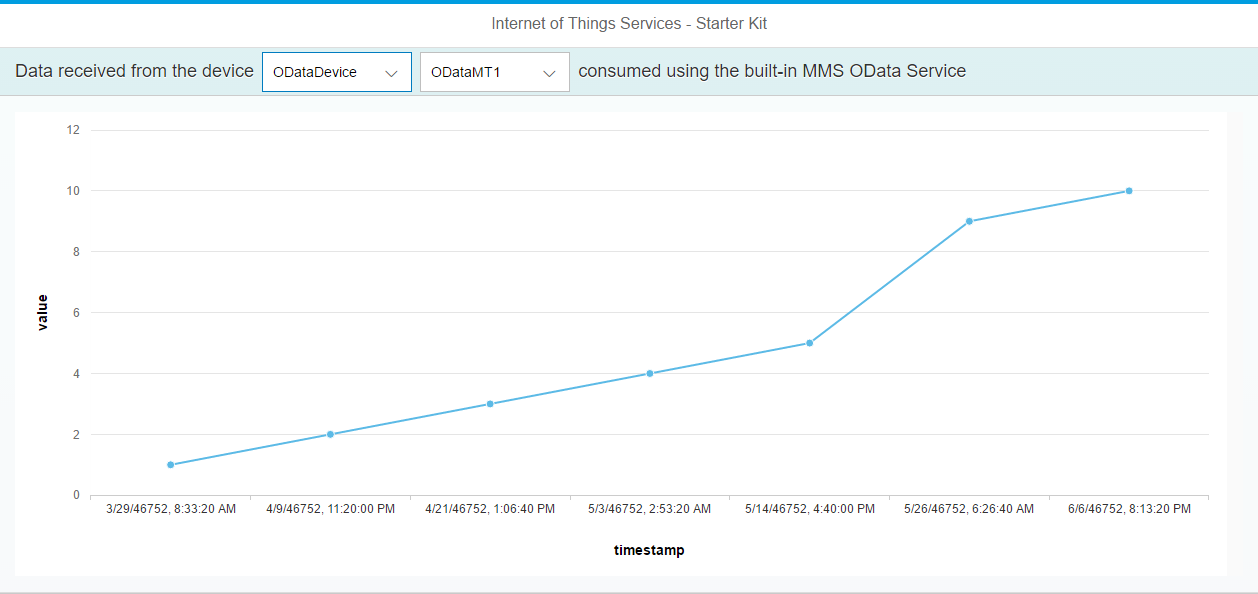 Internet of Things Services - Starter Kit
Data received from the device ODataDevice ODataMT1 consumed using the built-in MMS OData Service
12
10
8
6
4
2
0
value
3/29/46752, 8:33:20 AM 4/9/46752, 11:20:00 PM 4/21/46752, 1:06:40 PM 5/3/46752, 2:53:20 AM 5/14/46752, 4:40:00 PM 5/26/46752, 6:26:40 AM 6/6/46752, 8:13:20 PM
timestamp